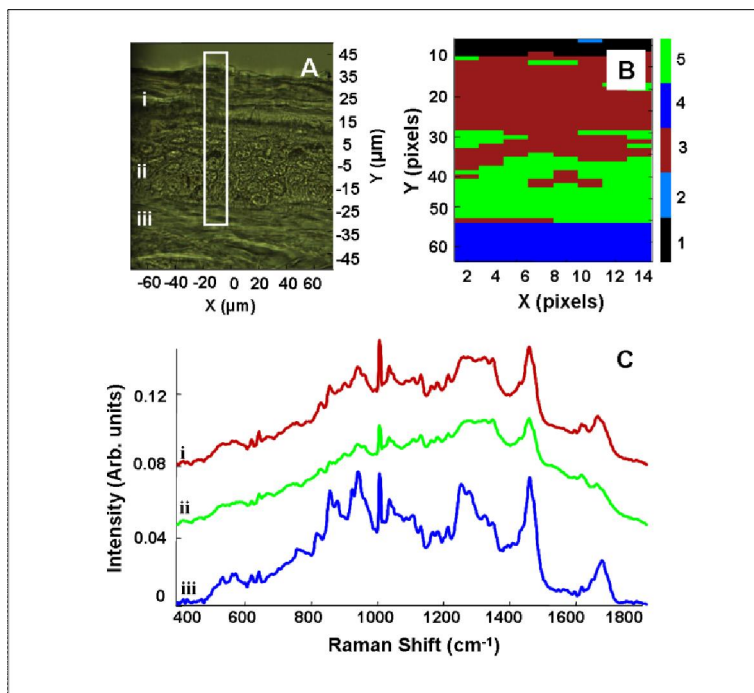 A
i
ii
iii
45
35
25
15
5
-5
-15
-25
-35
-45
Y (µm)
-60 -40 -20 0 20 40 60
X (µm)
B
10
20
30
40
50
60
Y (pixels)
2 4 6 8 10 12 14
X (pixels)
5
4
3
2
1
C
0.12
0.08
0.04
0
Intensity (Arb. units)
i
ii
iii
400 600 800 1000 1200 1400 1600 1800
Raman Shift (cm⁻¹)